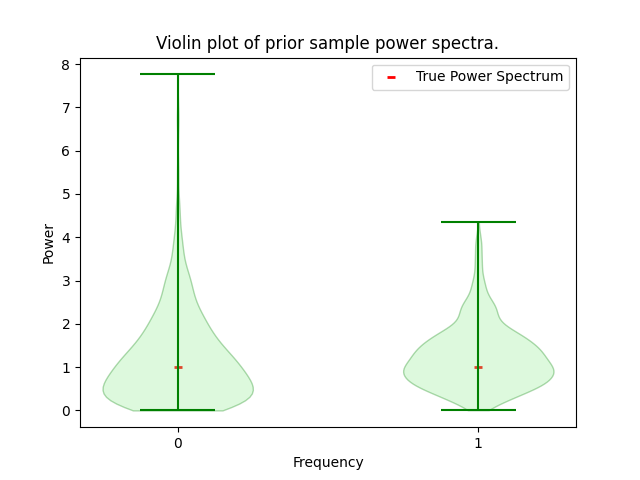 Violin plot of prior sample power spectra.
True Power Spectrum
8
7
6
5
4
3
2
1
0
Power
0 1
Frequency